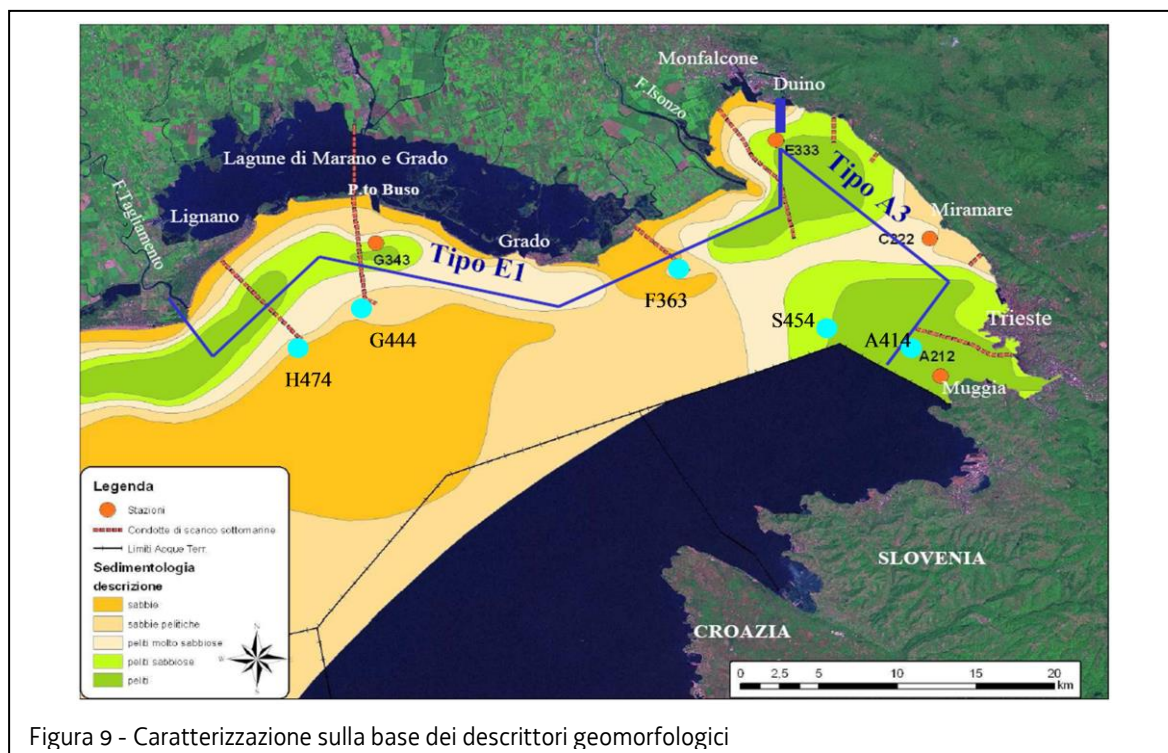 Monfalcone
Duino
F.Isonzo
E333
Tipo A3
Lagune di Marano e Grado
P.to Buso
Miramare
C222
F.Tagliamento
Lignano
Grado
G343
Tipo E1
F363
Trieste
S454
A414
G444
A212
H474
Muggia
SLOVENIA
CROAZIA
Legenda
Stazioni
Condotte di scarico sottomarine
Limiti Acque Terr.
Sedimentologia
descrizione
sabbie
sabbie pelitiche
peliti molto sabbiose
peliti sabbiose
peliti
N
W
E
S
0 2,5 5 10 15 20
km
Figura 9 - Caratterizzazione sulla base dei descrittori geomorfologici